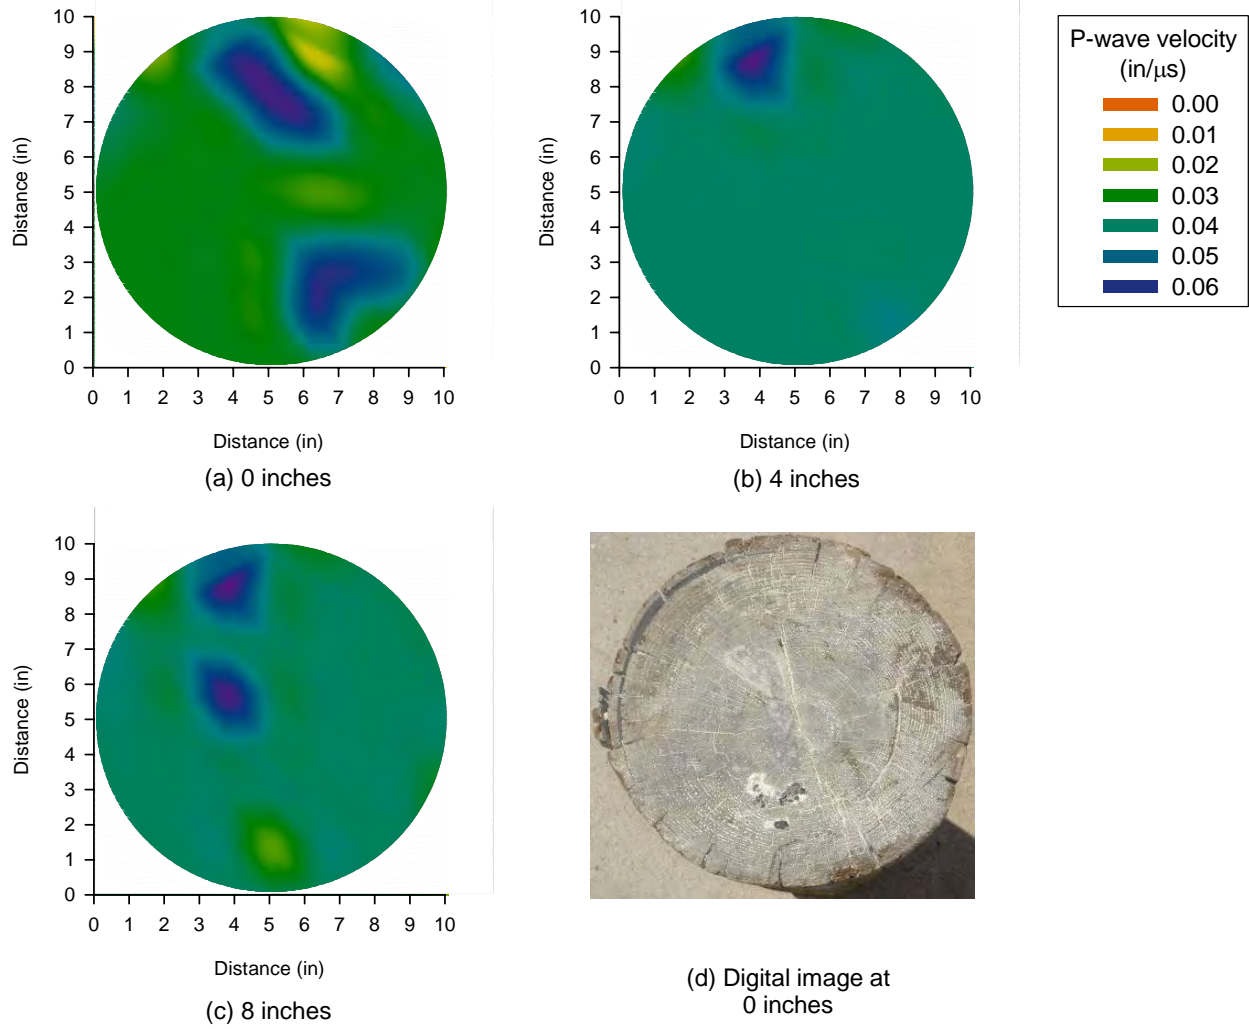 10
9
8
7
6
5
4
3
2
1
0
Distance (in)
0 1 2 3 4 5 6 7 8 9 10
Distance (in)
(a) 0 inches
10
9
8
7
6
5
4
3
2
1
0
Distance (in)
0 1 2 3 4 5 6 7 8 9 10
Distance (in)
(b) 4 inches
P-wave velocity
(in/μs)
0.00
0.01
0.02
0.03
0.04
0.05
0.06
10
9
8
7
6
5
4
3
2
1
0
Distance (in)
0 1 2 3 4 5 6 7 8 9 10
Distance (in)
(c) 8 inches
(d) Digital image at
0 inches